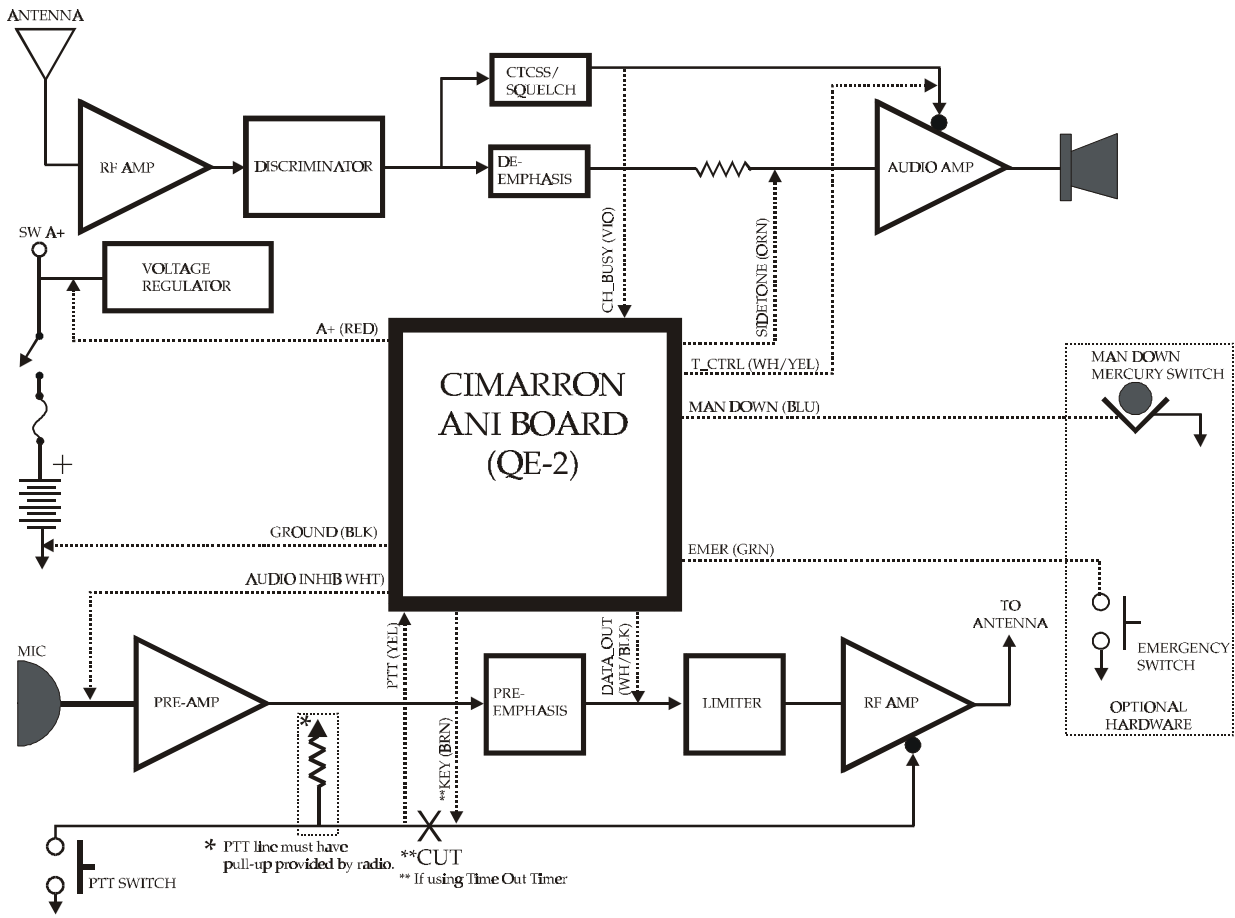 ANTENNA
CTCSS/
SQUELCH
RF AMP
DISCRIMINATOR
DE-
EMPHASIS
AUDIO AMP
SW A+
VOLTAGE
REGULATOR
CH_BUSY (VIO)
SIDETONE (ORN)
A+ (RED)
T_CTRL (WH/YEL)
MAN DOWN
MERCURY SWITCH
CIMARRON
ANI BOARD
(QE-2)
MAN DOWN (BLU)
+
GROUND (BLK)
EMER (GRN)
AUDIO INHIB WHT)
TO
ANTENNA
MIC
PTT (YEL)
DATA_OUT
(WH/BLK)
EMERGENCY
SWITCH
PRE-AMP
PRE-
EMPHASIS
LIMITER
RF AMP
OPTIONAL
HARDWARE
*
**KEY (BRN)
* PTT line must have
pull-up provided by radio.
**CUT
** If using Time Out Timer
PTT SWITCH